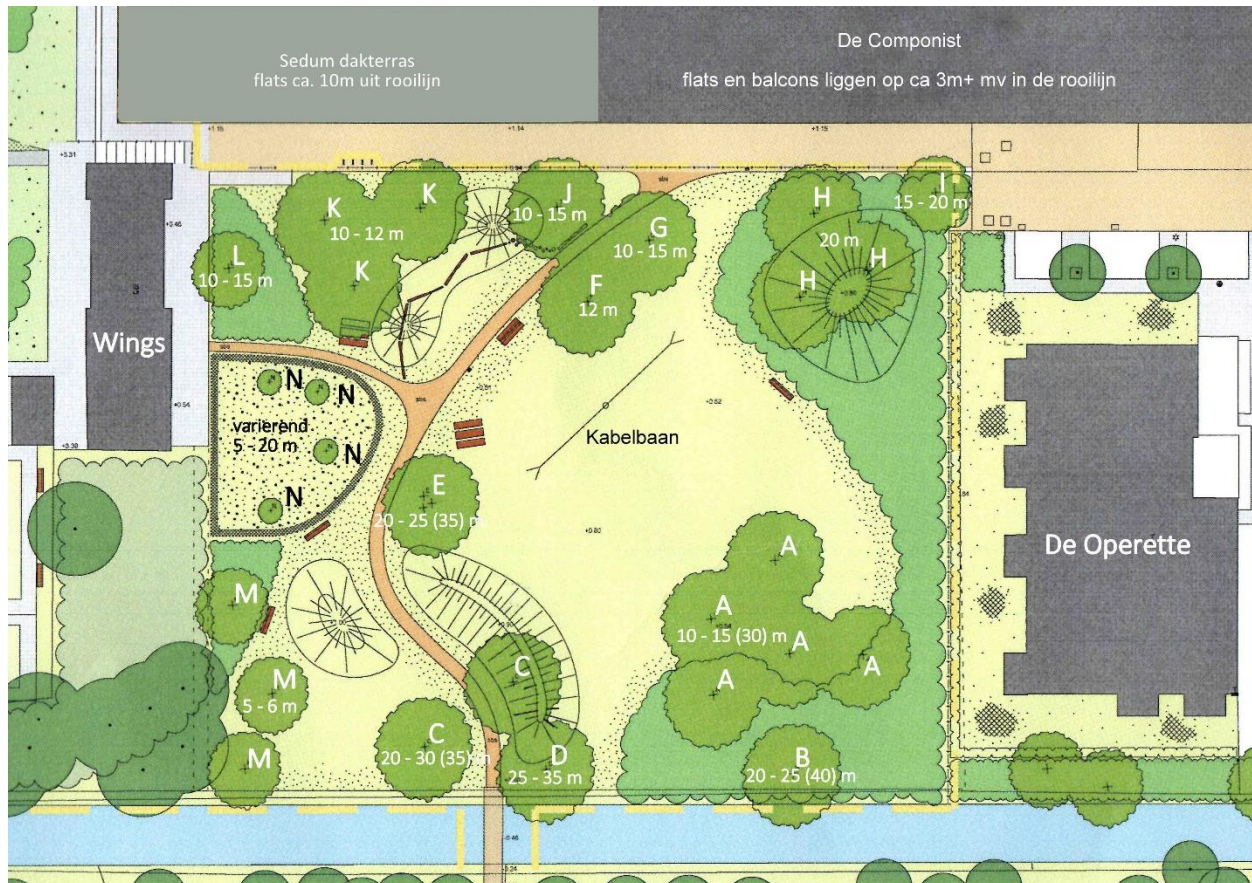 Sedum dakterras
flats ca. 10m uit rooilijn
De Componist
flats en balcons liggen op ca 3m+ mv in de rooilijn
K
K
10 - 12 m
K
J
10 - 15 m
G
10 - 15 m
F
12 m
H
20 m
H
H
I
15 - 20 m
L
10 - 15 m
Wings
N
N
varierend
5 - 20 m
N
N
Kabelbaan
E
20 - 25 (35) m
De Operette
A
A
10 - 15 (30) m
A
A
A
M
M
5 - 6 m
M
C
C
20 - 30 (35) m
D
25 - 35 m
B
20 - 25 (40) m